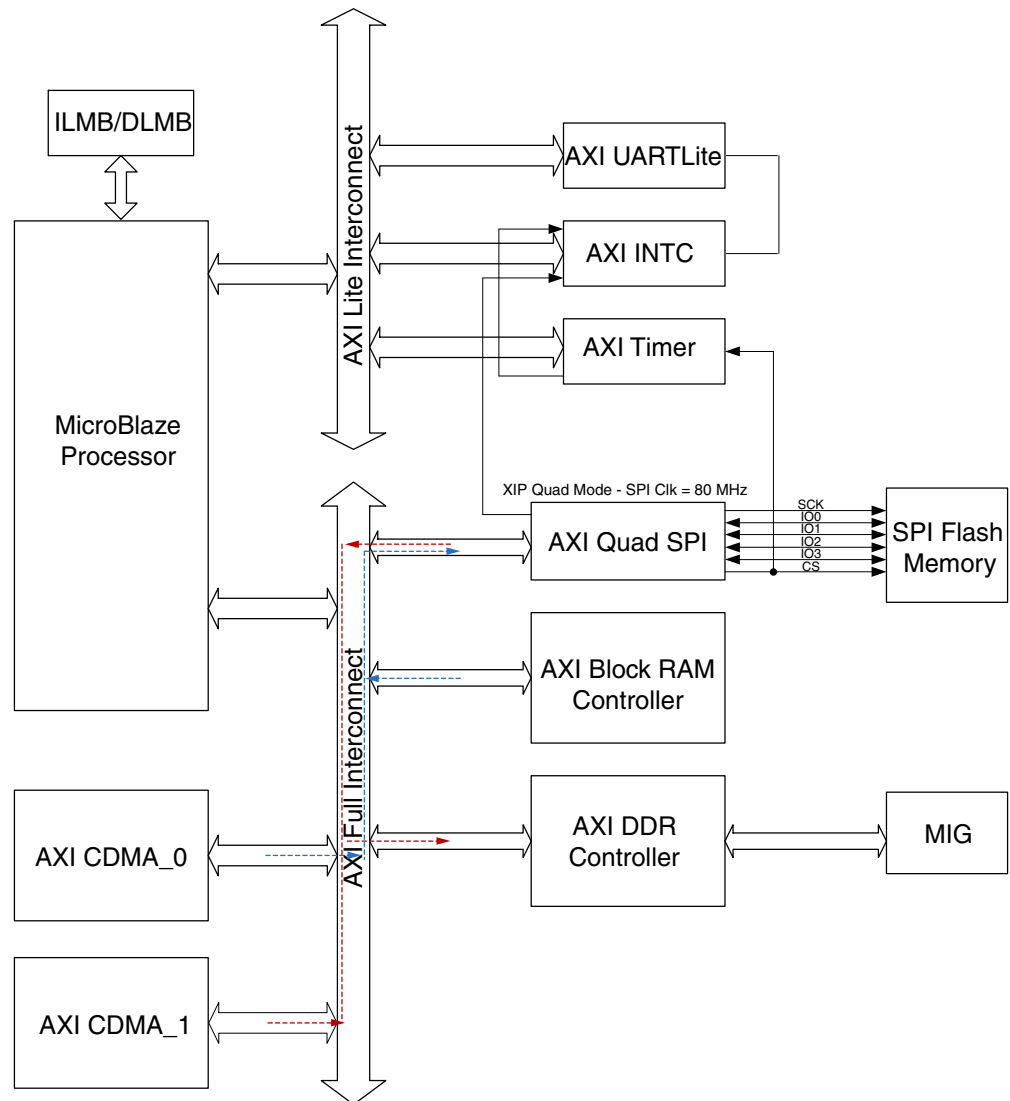 ILMB/DLMB
MicroBlaze
Processor
AXI CDMA_0
AXI CDMA_1
AXI Lite Interconnect
AXI Full Interconnect
AXI UARTLite
AXI INTC
AXI Timer
XIP Quad Mode - SPI Clk = 80 MHz
AXI Quad SPI
SCK
IO0
IO1
IO2
IO3
CS
SPI Flash
Memory
AXI Block RAM
Controller
AXI DDR
Controller
MIG